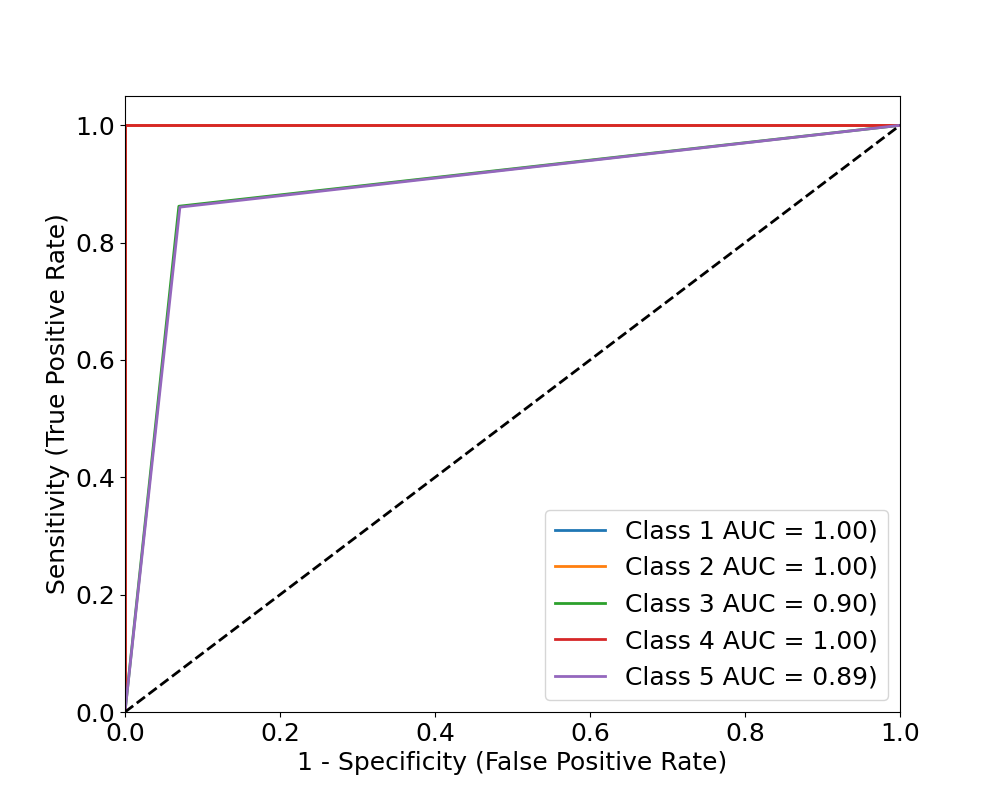 1.0
0.8
0.6
0.4
0.2
0.0
Sensitivity (True Positive Rate)
Class 1 AUC = 1.00)
Class 2 AUC = 1.00)
Class 3 AUC = 0.90)
Class 4 AUC = 1.00)
Class 5 AUC = 0.89)
0.0 0.2 0.4 0.6 0.8 1.0
1 - Specificity (False Positive Rate)